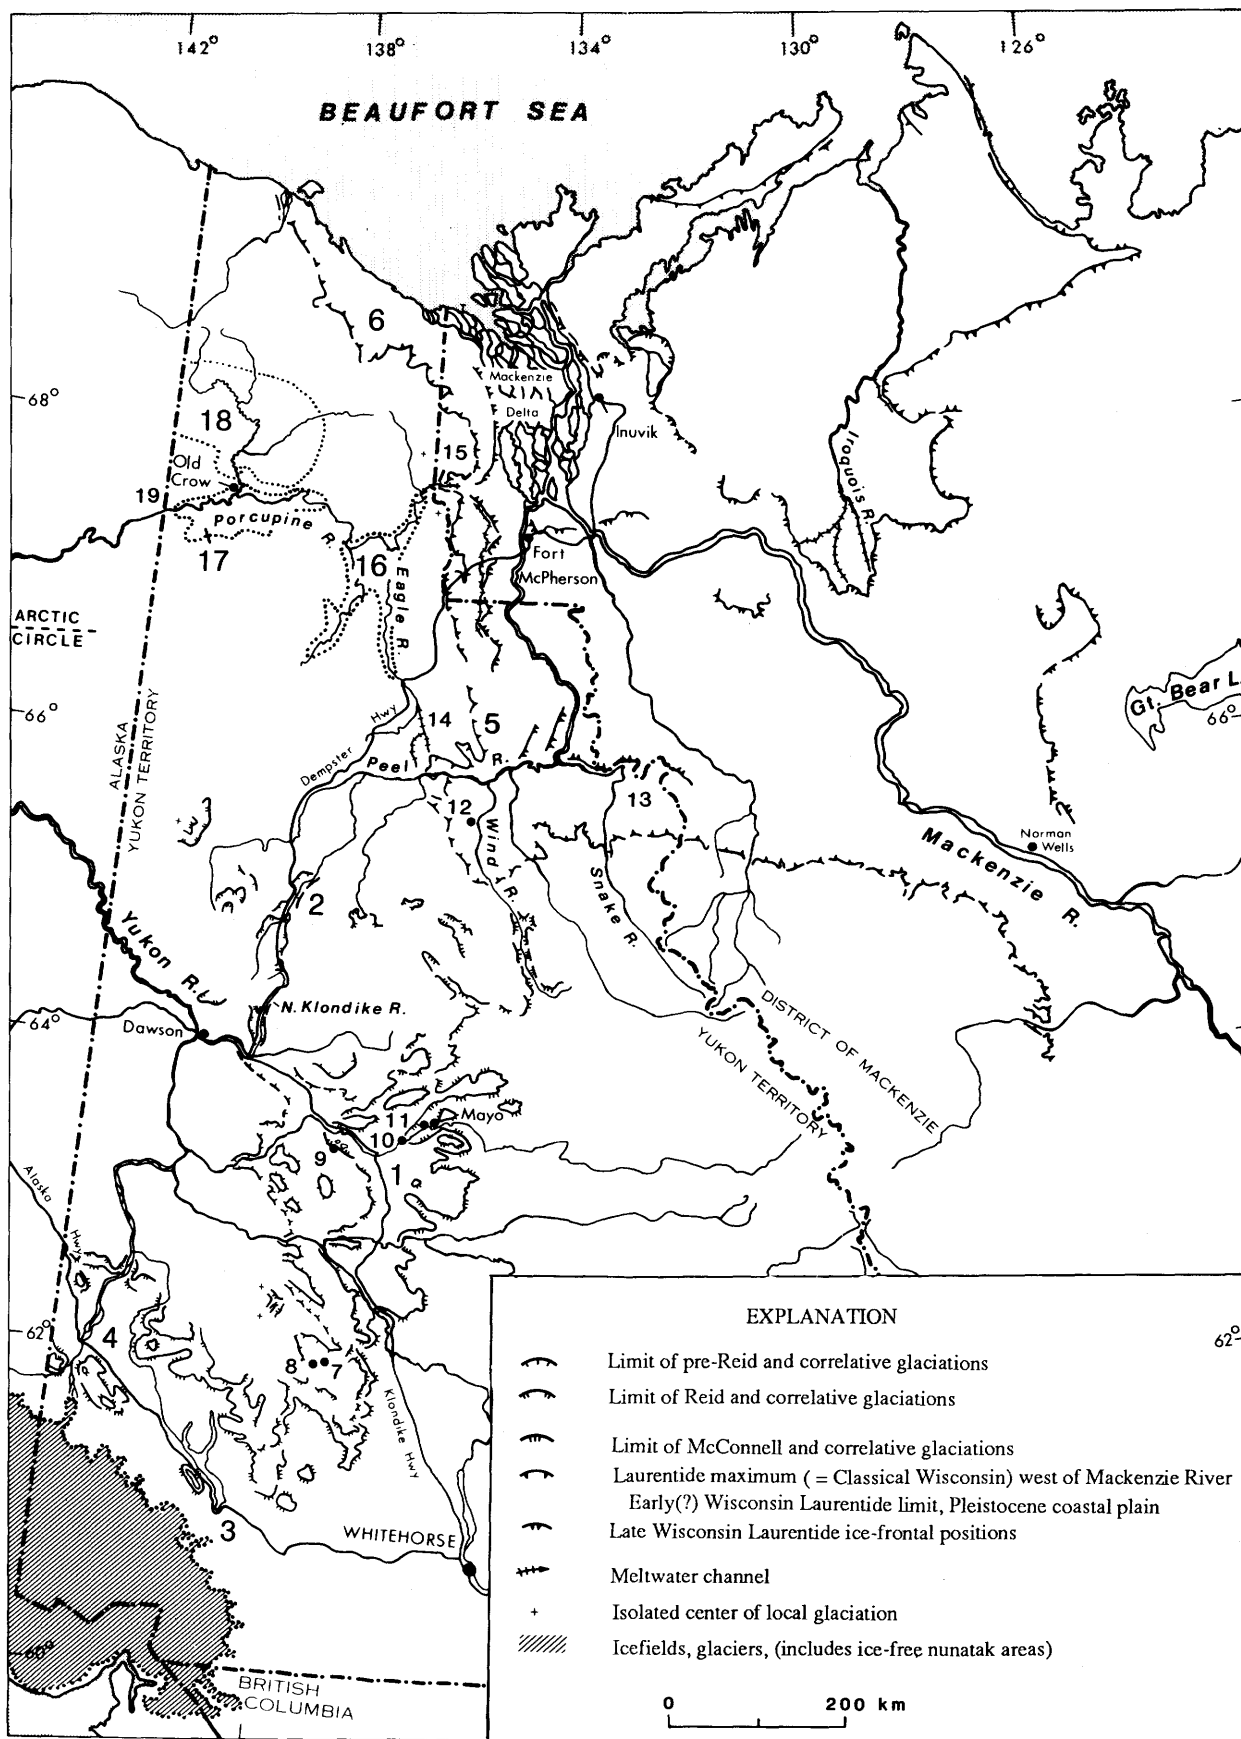 142°
138°
134°
130°
126°
BEAUFORT SEA
6
Mackenzie
Delta
68°
18
15
Inuvik
Old
Crow
19
Porcupine
R.
17
16
Eagle R
Fort
McPherson
Iroquois R.
ARCTIC
CIRCLE
66°
ALASKA
YUKON TERRITORY
Hwy
Dempster
14
5
Peel
R.
Gt. Bear L.
66°
12
Wind R.
13
Snake R.
Norman
Wells
Mackenzie R.
2
Yukon R.
N. Klondike R.
64°
Dawson
DISTRICT OF MACKENZIE
YUKON TERRITORY
11
Mayo
10
9
1
Alaska
Hwy
62°
4
8
7
Klondike Hwy
3
WHITEHORSE
60°
BRITISH
COLUMBIA
62°
EXPLANATION
Limit of pre-Reid and correlative glaciations
Limit of Reid and correlative glaciations
Limit of McConnell and correlative glaciations
Laurentide maximum ( = Classical Wisconsin) west of Mackenzie River
Early(?) Wisconsin Laurentide limit, Pleistocene coastal plain
Late Wisconsin Laurentide ice-frontal positions
Meltwater channel
Isolated center of local glaciation
Icefields, glaciers, (includes ice-free nunatak areas)
0
200 km